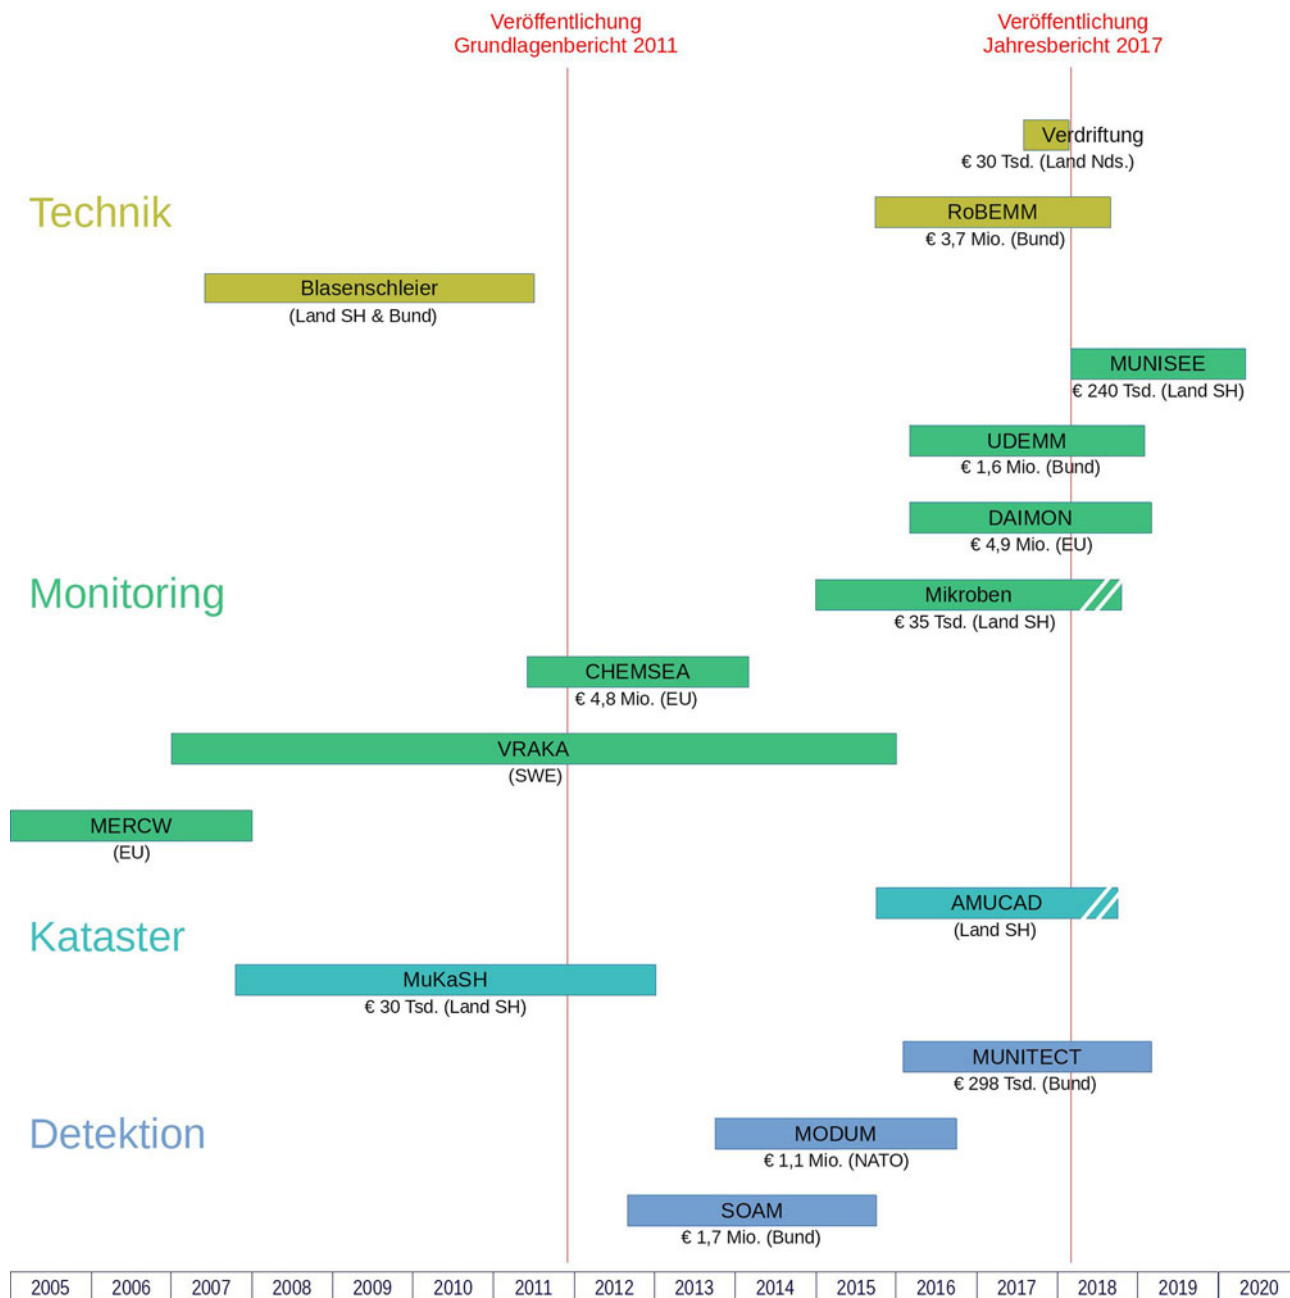 Veröffentlichung
Grundlagenbericht 2011
Veröffentlichung
Jahresbericht 2017
Verdriftung
€ 30 Tsd. (Land Nds.)
Technik
RoBEMM
€ 3,7 Mio. (Bund)
Blasenschleier
(Land SH & Bund)
MUNISEE
€ 240 Tsd. (Land SH)
UDEMM
€ 1,6 Mio. (Bund)
DAIMON
€ 4,9 Mio. (EU)
Monitoring
Mikroben
€ 35 Tsd. (Land SH)
CHEMSEA
€ 4,8 Mio. (EU)
VRAKA
(SWE)
MERCW
(EU)
AMUCAD
(Land SH)
Kataster
MuKaSH
€ 30 Tsd. (Land SH)
MUNITECT
€ 298 Tsd. (Bund)
Detektion
MODUM
€ 1,1 Mio. (NATO)
SOAM
€ 1,7 Mio. (Bund)
2005 2006 2007 2008 2009 2010 2011 2012 2013 2014 2015 2016 2017 2018 2019 2020